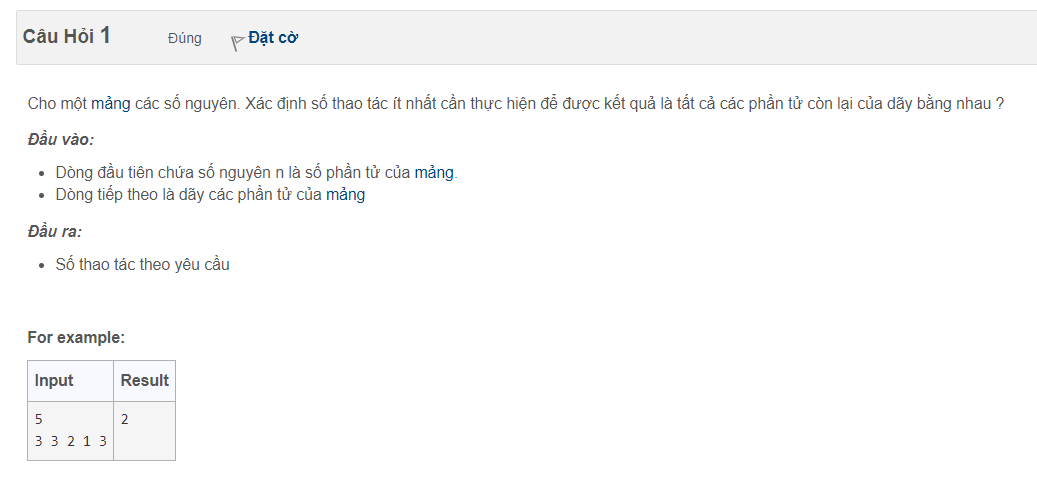 Câu Hỏi 1 Đúng Đặt cờ
Cho một mảng các số nguyên. Xác định số thao tác ít nhất cần thực hiện để được kết quả là tất cả các phần tử còn lại của dãy bằng nhau ?
Đầu vào:
• Dòng đầu tiên chứa số nguyên n là số phần tử của mảng.
• Dòng tiếp theo là dãy các phần tử của mảng
Đầu ra:
• Số thao tác theo yêu cầu
For example:
Input Result
5 2
3 3 2 1 3